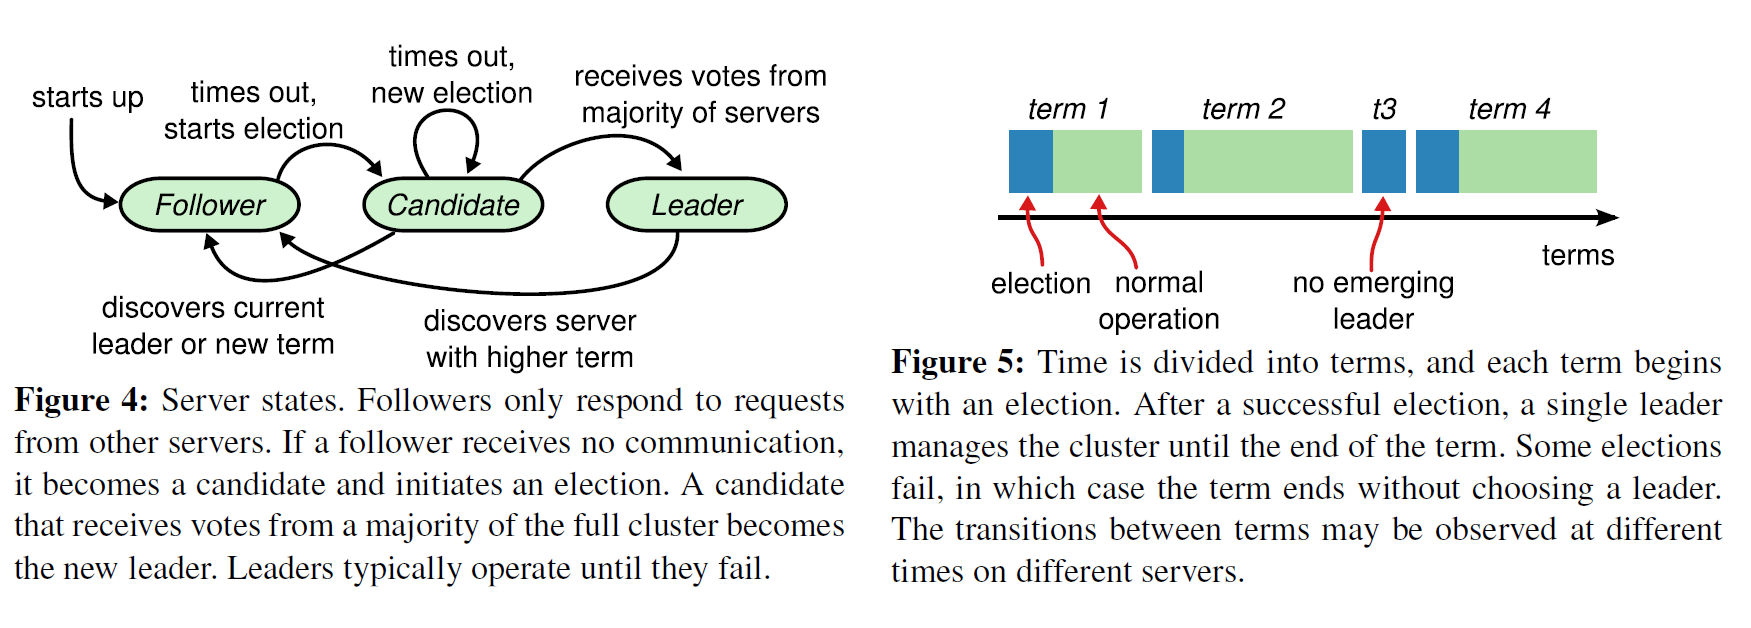 starts up
times out,
starts election
times out,
new election
receives votes from
majority of servers
Follower
Candidate
Leader
discovers current
leader or new term
discovers server
with higher term
Figure 4: Server states. Followers only respond to requests
from other servers. If a follower receives no communication,
it becomes a candidate and initiates an election. A candidate
that receives votes from a majority of the full cluster becomes
the new leader. Leaders typically operate until they fail.
term 1
term 2
t3
term 4
terms
election
normal
operation
no emerging
leader
Figure 5: Time is divided into terms, and each term begins
with an election. After a successful election, a single leader
manages the cluster until the end of the term. Some elections
fail, in which case the term ends without choosing a leader.
The transitions between terms may be observed at different
times on different servers.